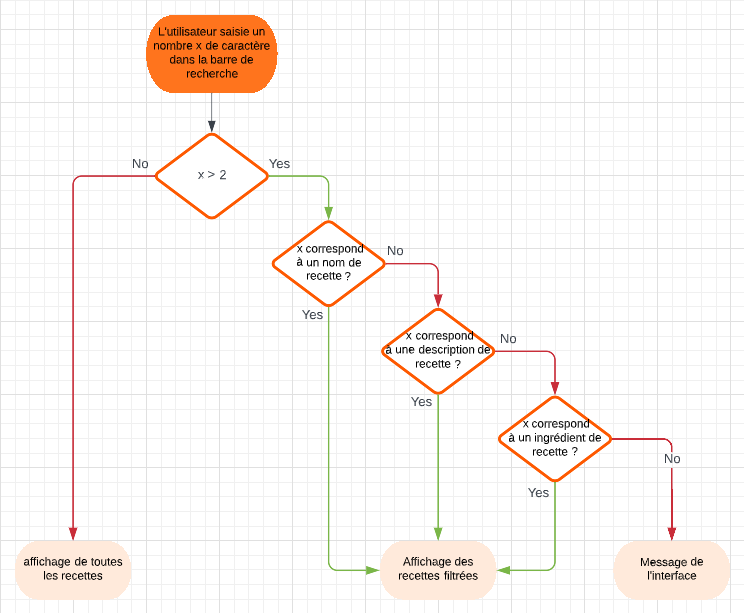 L'utilisateur saisie un
nombre x de caractère
dans la barre de
recherche
No
x > 2
Yes
x correspond
à un nom de
recette ?
No
Yes
x correspond
à une description de
recette ?
No
Yes
x correspond
à un ingrédient de
recette ?
No
Yes
affichage de toutes
les recettes
Affichage des
recettes filtrées
Message de
l'interface